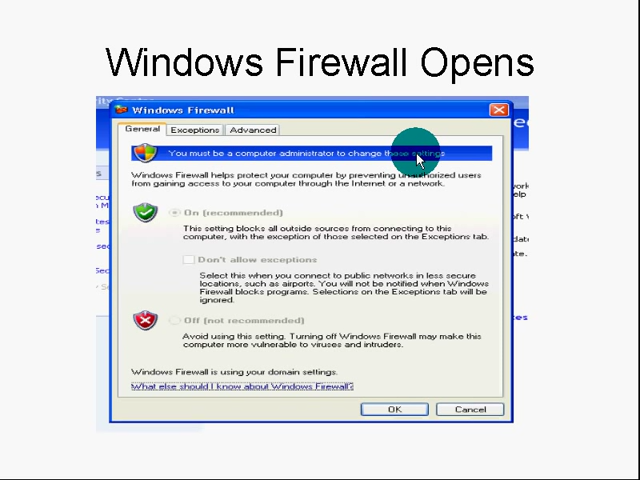 Windows Firewall Opens
Windows Firewall
General Exceptions Advanced
You must be a computer administrator to change these settings.
Windows Firewall helps protect your computer by preventing unauthorized users
from gaining access to your computer through the Internet or a network.
On (recommended)
This setting blocks all outside sources from connecting to this
computer, with the exception of those selected on the Exceptions tab.
Don't allow exceptions
Select this when you connect to public networks in less secure
locations, such as airports. You will not be notified when Windows
Firewall blocks programs. Selections on the Exceptions tab will be
ignored.
Off (not recommended)
Avoid using this setting. Turning off Windows Firewall may make this
computer more vulnerable to viruses and intruders.
Windows Firewall is using your domain settings.
What else should I know about Windows Firewall?
OK Cancel